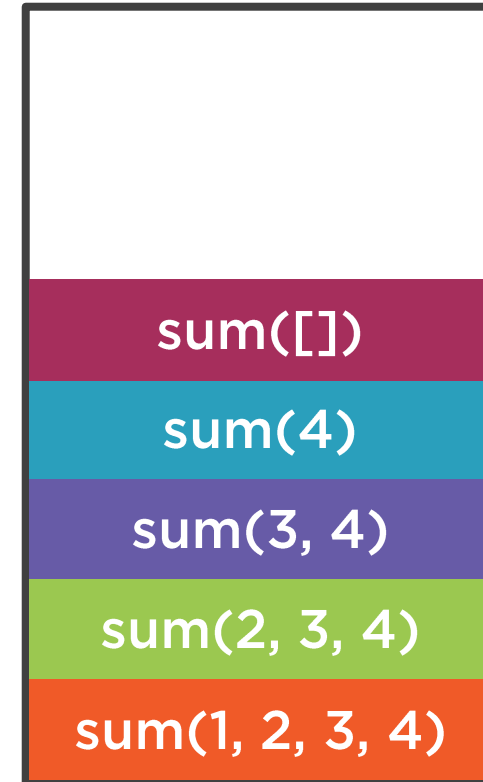 sum([])
sum(4)
sum(3, 4)
sum(2, 3, 4)
sum(1, 2, 3, 4)